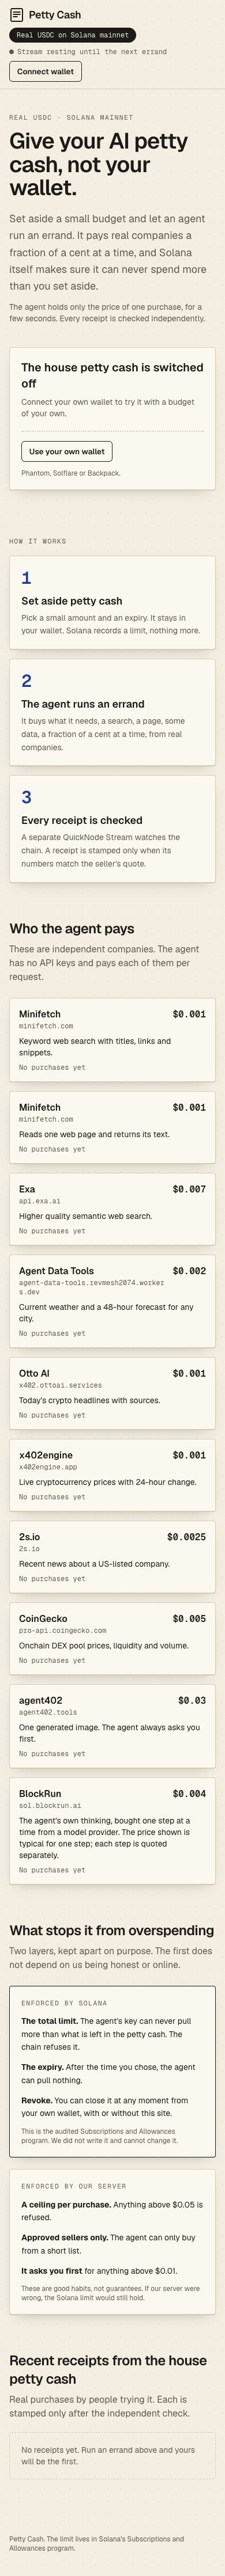 Petty Cash
Real USDC on Solana mainnet
Stream resting until the next errand
Connect wallet
REAL USDC · SOLANA MAINNET
Give your AI petty
cash, not your
wallet.
Set aside a small budget and let an agent
run an errand. It pays real companies a
fraction of a cent at a time, and Solana
itself makes sure it can never spend more
than you set aside.
The agent holds only the price of one purchase, for a
few seconds. Every receipt is checked independently.
The house petty cash is switched
off
Connect your own wallet to try it with a budget
of your own.
Use your own wallet
Phantom, Solflare or Backpack.
HOW IT WORKS
1
Set aside petty cash
Pick a small amount and an expiry. It stays in
your wallet. Solana records a limit, nothing more.
2
The agent runs an errand
It buys what it needs, a search, a page, some
data, a fraction of a cent at a time, from real
companies.
3
Every receipt is checked
A separate QuickNode Stream watches the
chain. A receipt is stamped only when its
numbers match the seller's quote.
Who the agent pays
These are independent companies. The agent
has no API keys and pays each of them per
request.
Minifetch $0.001
minifetch.com
Keyword web search with titles, links and
snippets.
No purchases yet
Minifetch $0.001
minifetch.com
Reads one web page and returns its text.
No purchases yet
Exa $0.007
api.exa.ai
Higher quality semantic web search.
No purchases yet
Agent Data Tools $0.002
agent-data-tools.revmesh2074.worker
s.dev
Current weather and a 48-hour forecast for any
city.
No purchases yet
Otto AI $0.001
x402.ottoai.services
Today's crypto headlines with sources.
No purchases yet
x402engine $0.001
x402engine.app
Live cryptocurrency prices with 24-hour change.
No purchases yet
2s.io $0.0025
2s.io
Recent news about a US-listed company.
No purchases yet
CoinGecko $0.005
pro-api.coingecko.com
Onchain DEX pool prices, liquidity and volume.
No purchases yet
agent402 $0.03
agent402.tools
One generated image. The agent always asks you
first.
No purchases yet
BlockRun $0.004
sol.blockrun.ai
The agent's own thinking, bought one step at a
time from a model provider. The price shown is
typical for one step; each step is quoted
separately.
No purchases yet
What stops it from overspending
Two layers, kept apart on purpose. The first does
not depend on us being honest or online.
ENFORCED BY SOLANA
The total limit. The agent's key can never pull
more than what is left in the petty cash. The
chain refuses it.
The expiry. After the time you chose, the agent
can pull nothing.
Revoke. You can close it at any moment from
your own wallet, with or without this site.
This is the audited Subscriptions and Allowances
program. We did not write it and cannot change it.
ENFORCED BY OUR SERVER
A ceiling per purchase. Anything above $0.05 is
refused.
Approved sellers only. The agent can only buy
from a short list.
It asks you first for anything above $0.01.
These are good habits, not guarantees. If our server were
wrong, the Solana limit would still hold.
Recent receipts from the house
petty cash
Real purchases by people trying it. Each is
stamped only after the independent check.
No receipts yet. Run an errand above and yours
will be the first.
Petty Cash. The limit lives in Solana's Subscriptions and
Allowances program.